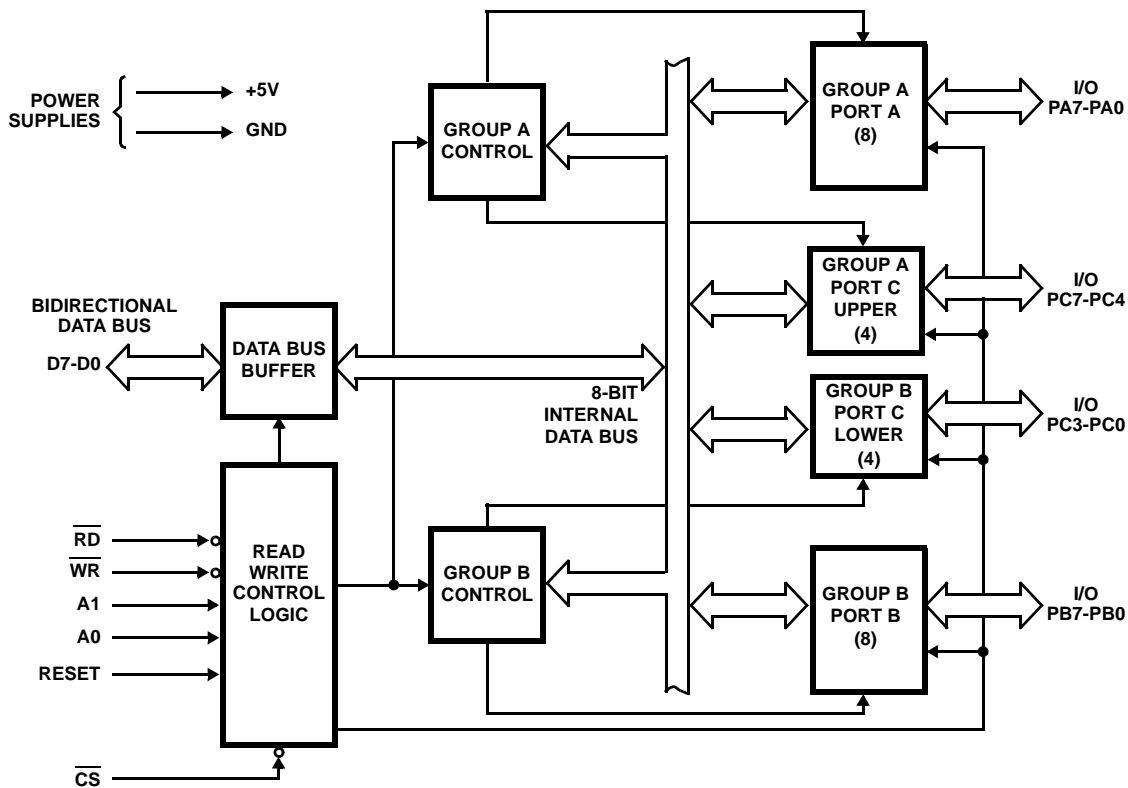 POWER
SUPPLIES
+5V
GND
GROUP A
CONTROL
GROUP A
PORT A
(8)
I/O
PA7-PA0
GROUP A
PORT C
UPPER
(4)
I/O
PC7-PC4
BIDIRECTIONAL
DATA BUS
D7-D0
DATA BUS
BUFFER
8-BIT
INTERNAL
DATA BUS
GROUP B
PORT C
LOWER
(4)
I/O
PC3-PC0
RD
WR
A1
A0
RESET
READ
WRITE
CONTROL
LOGIC
GROUP B
CONTROL
GROUP B
PORT B
(8)
I/O
PB7-PB0
CS